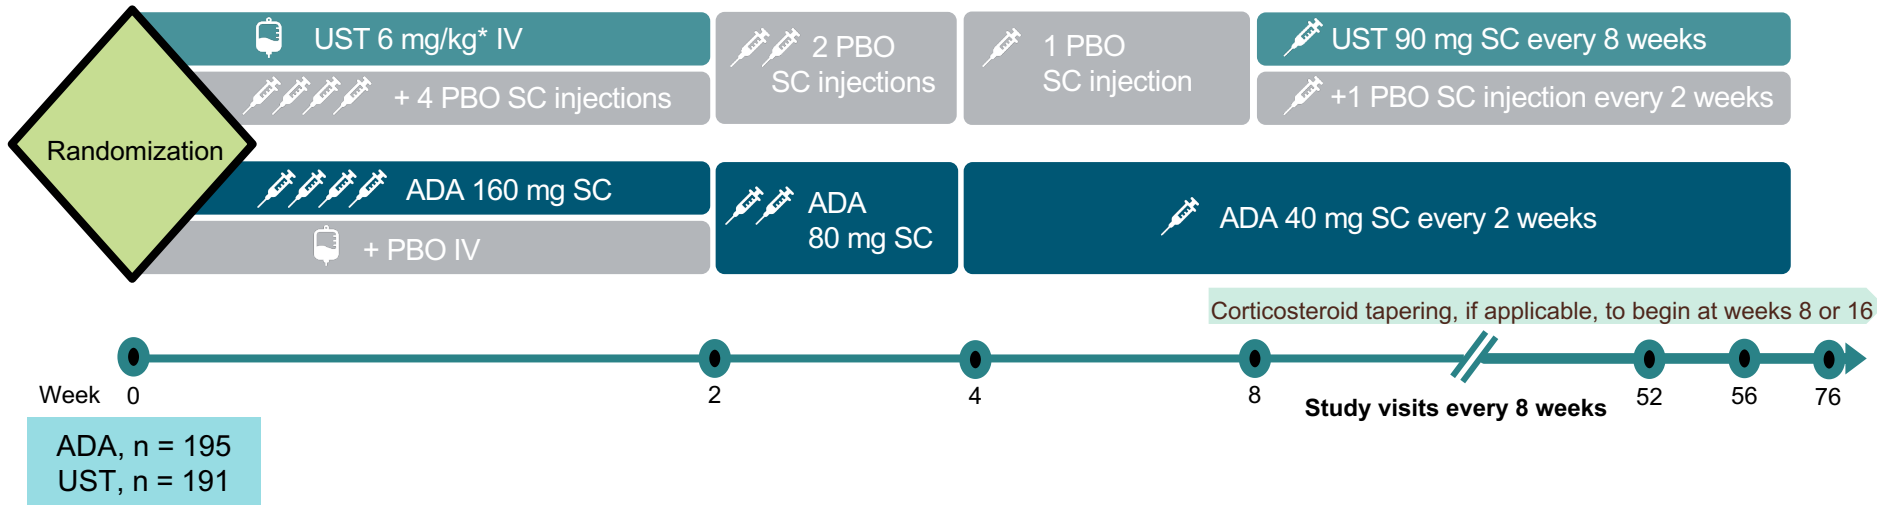 Randomization
UST 6 mg/kg* IV
+ 4 PBO SC injections
2 PBO
SC injections
1 PBO
SC injection
UST 90 mg SC every 8 weeks
+1 PBO SC injection every 2 weeks
ADA 160 mg SC
+ PBO IV
ADA
80 mg SC
ADA 40 mg SC every 2 weeks
Corticosteroid tapering, if applicable, to begin at weeks 8 or 16
Week 0 2 4 8 52 56 76
Study visits every 8 weeks
ADA, n = 195
UST, n = 191